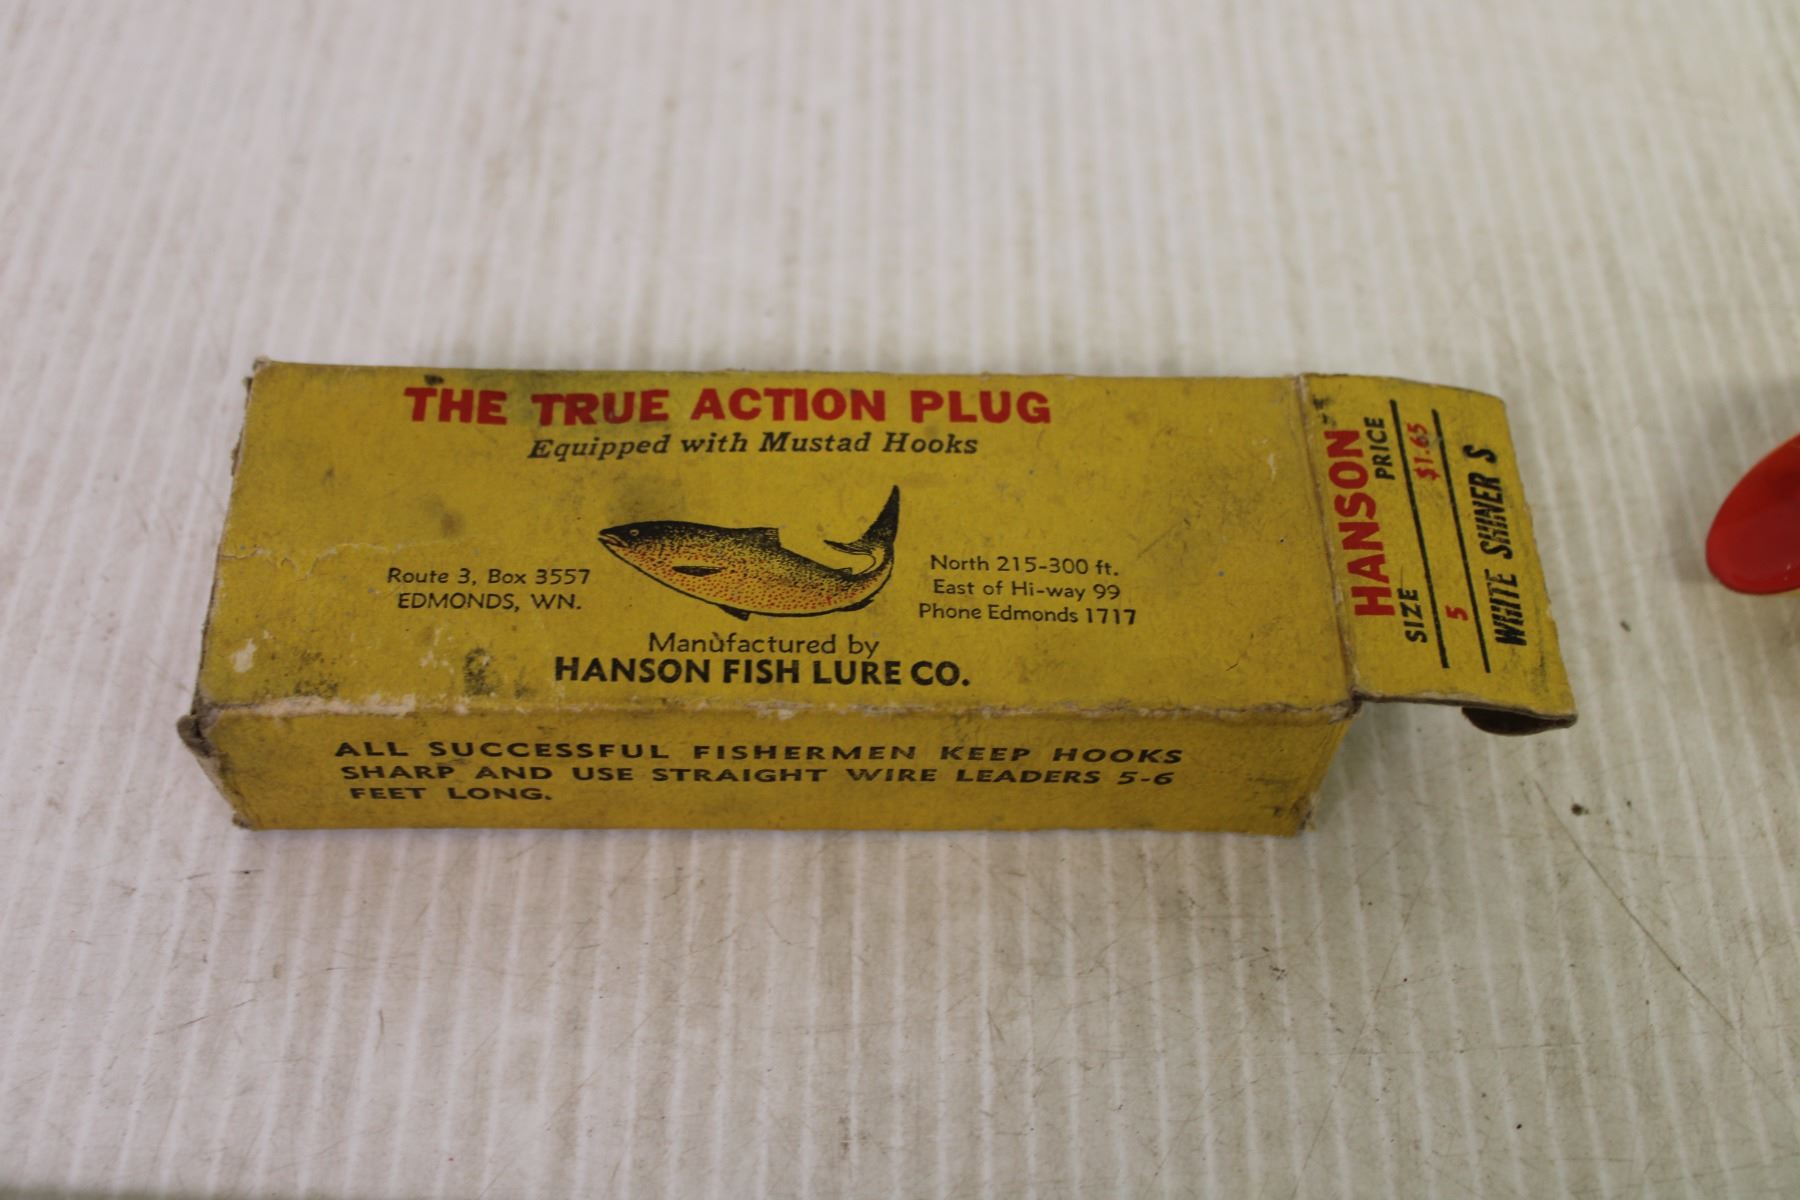 THE TRUE ACTION PLUG
Equipped with Mustad Hooks
Route 3, Box 3557
EDMONDS, WN.
North 215-300 ft.
East of Hi-way 99
Phone Edmonds 1717
Manufactured by
HANSON FISH LURE CO.
ALL SUCCESSFUL FISHERMEN KEEP HOOKS
SHARP AND USE STRAIGHT WIRE LEADERS 5-6
FEET LONG.
HANSON
SIZE PRICE
5 $1.65
WHITE SHINER S